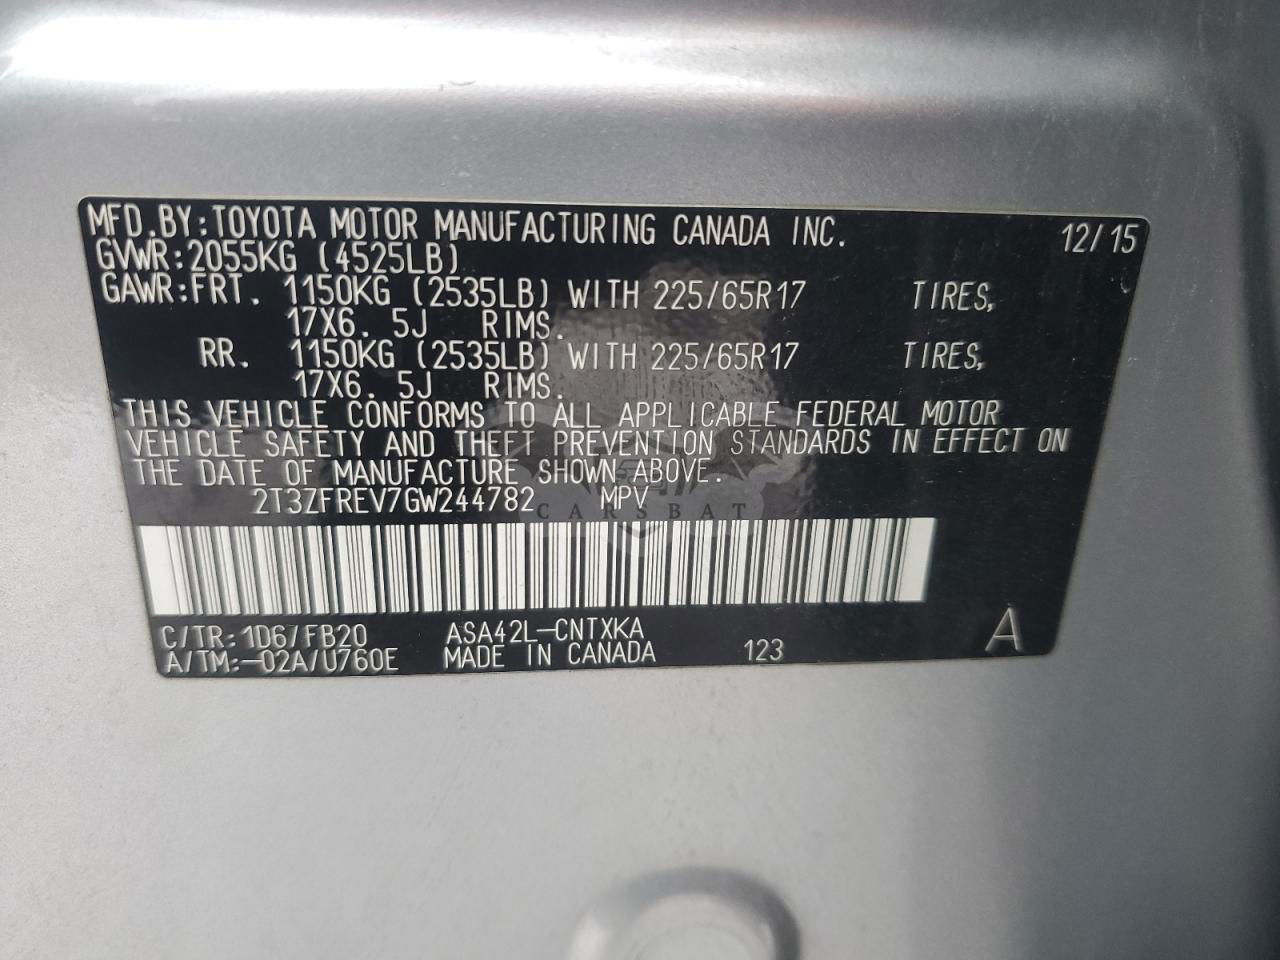 MFD.BY:TOYOTA MOTOR MANUFACTURING CANADA INC. 12/15
GVWR:2055KG (4525LB)
GAWR:FRT. 1150KG (2535LB) WITH 225/65R17 TIRES,
17X6. 5J RIMS.
RR. 1150KG (2535LB) WITH 225/65R17 TIRES,
17X6. 5J RIMS.
THIS VEHICLE CONFORMS TO ALL APPLICABLE FEDERAL MOTOR
VEHICLE SAFETY AND THEFT PREVENTION STANDARDS IN EFFECT ON
THE DATE OF MANUFACTURE SHOWN ABOVE.
2T3ZFREV7GW244782 MPV
CARSBAT
C/TR:1D6/FB20 ASA42L-CNTXKA
A/TM:-02A/U760E MADE IN CANADA 123 A